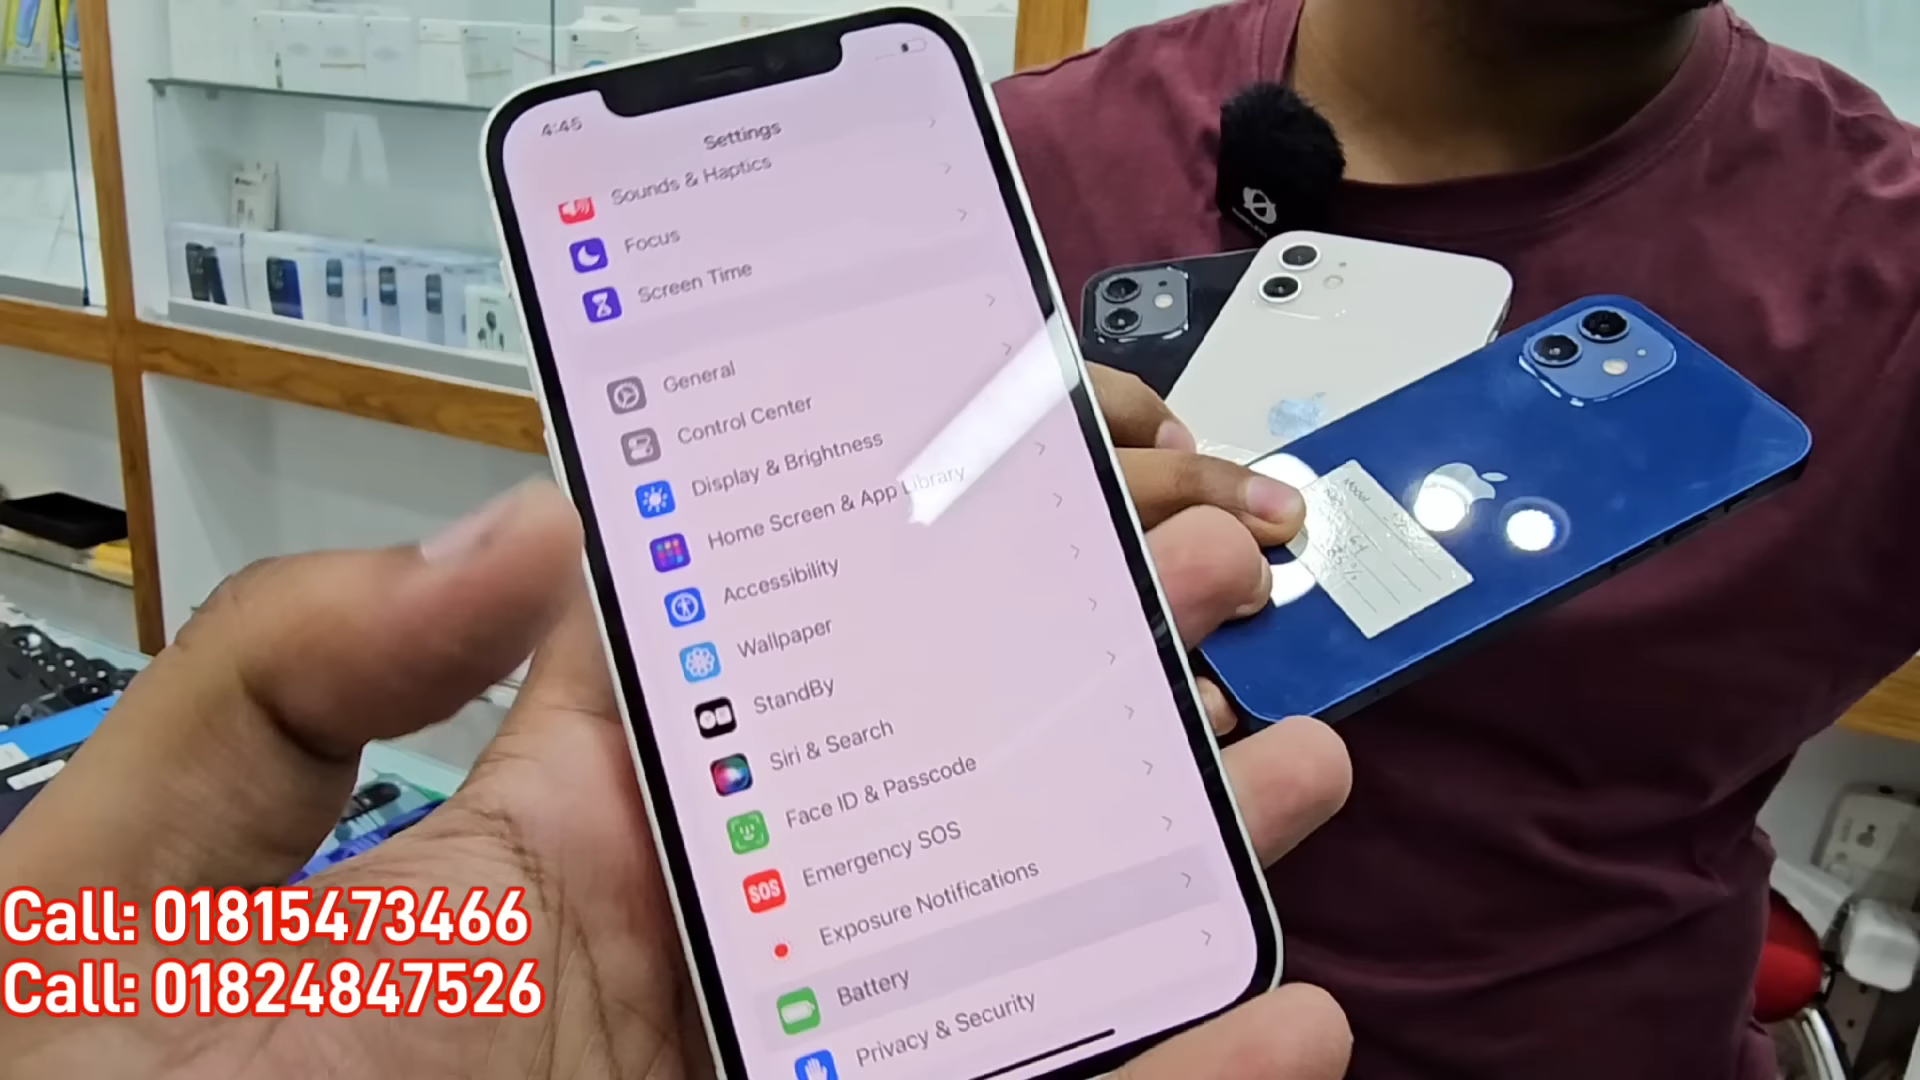 4:45
Settings
Sounds & Haptics
Focus
Screen Time
General
Control Center
Display & Brightness
Home Screen & App Library
Accessibility
Wallpaper
StandBy
Siri & Search
Face ID & Passcode
SOS
Emergency SOS
Exposure Notifications
Battery
Privacy & Security
Model
Call: 01815473466
Call: 01824847526